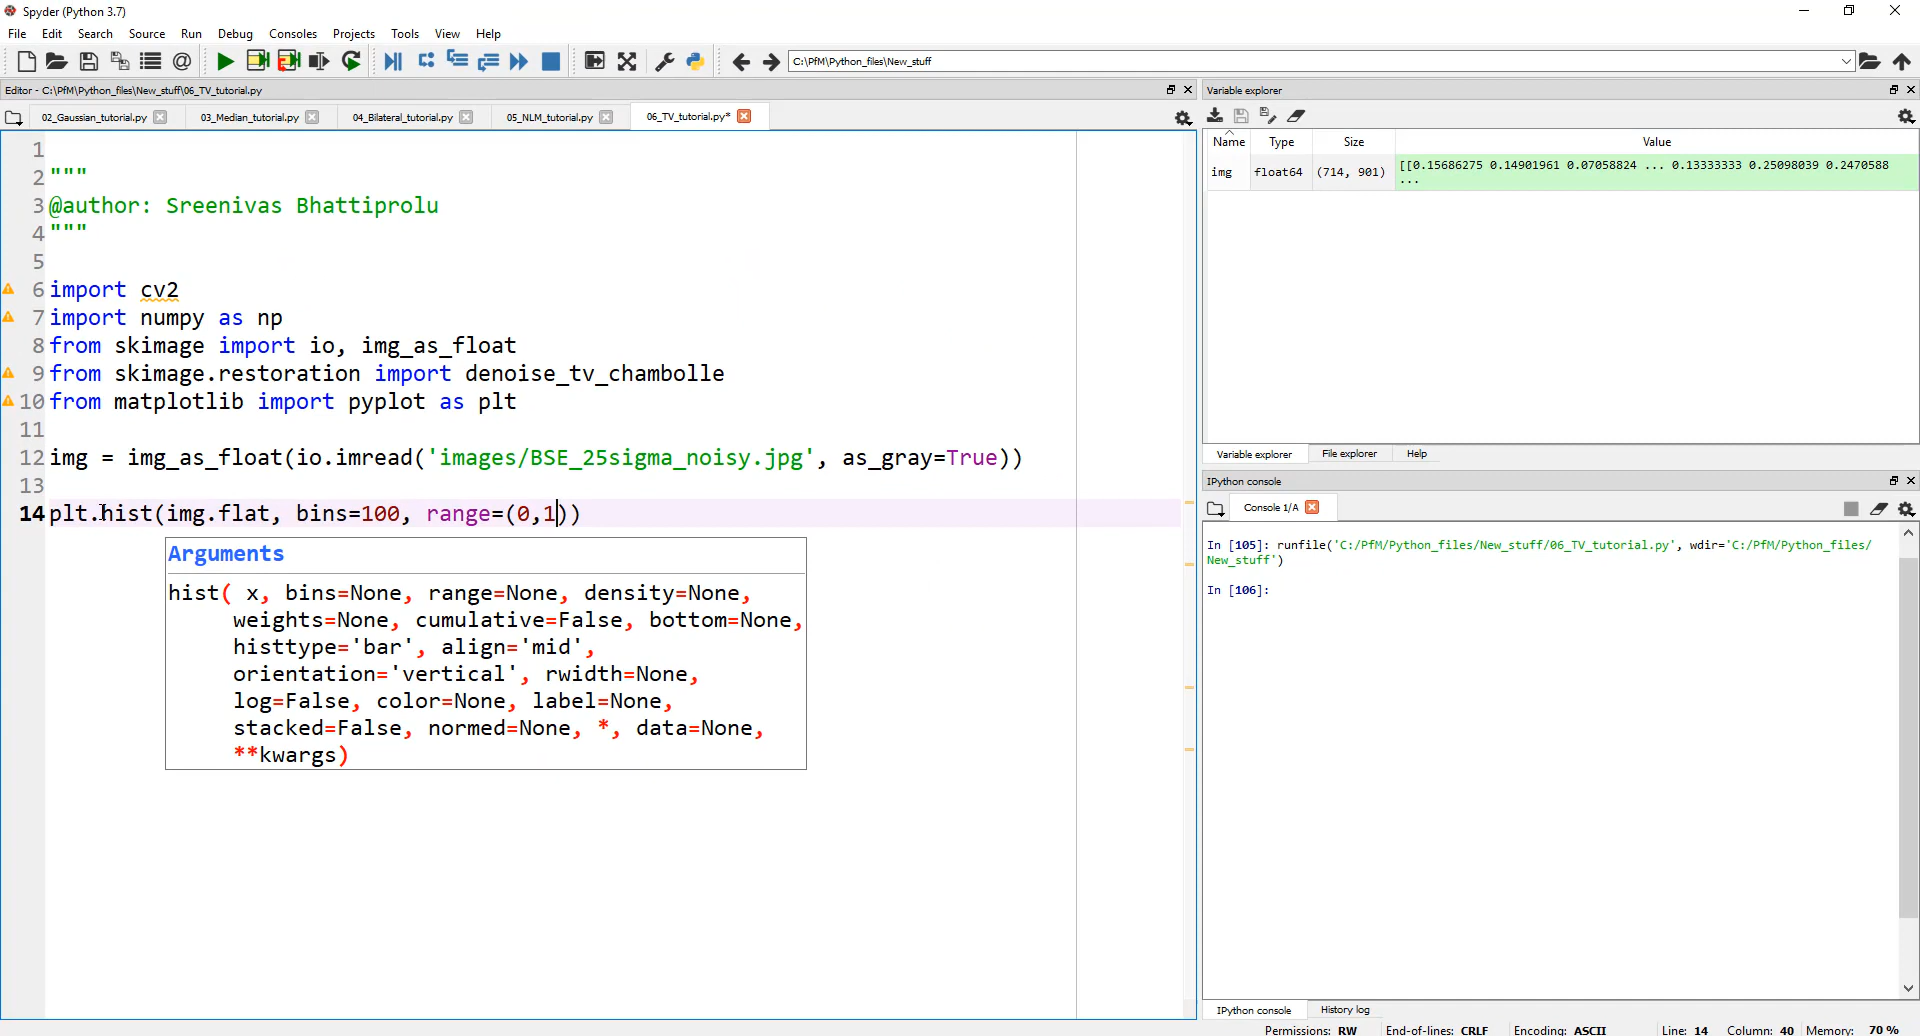 Spyder (Python 3.7)
File Edit Search Source Run Debug Consoles Projects Tools View Help
C:\PfM\Python_files\New_stuff
Editor - C:\PfM\Python_files\New_stuff\06_TV_tutorial.py
02_Gaussian_tutorial.py 03_Median_tutorial.py 04_Bilateral_tutorial.py 05_NLM_tutorial.py 06_TV_tutorial.py*
1
2 """
3 @author: Sreenivas Bhattiprolu
4 """
5
6 import cv2
7 import numpy as np
8 from skimage import io, img_as_float
9 from skimage.restoration import denoise_tv_chambolle
10 from matplotlib import pyplot as plt
11
12 img = img_as_float(io.imread('images/BSE_25sigma_noisy.jpg', as_gray=True))
13
14 plt.hist(img.flat, bins=100, range=(0,1))
Arguments
hist( x, bins=None, range=None, density=None,
weights=None, cumulative=False, bottom=None,
histtype='bar', align='mid',
orientation='vertical', rwidth=None,
log=False, color=None, label=None,
stacked=False, normed=None, *, data=None,
**kwargs)
Variable explorer
Name Type Size Value
img float64 (714, 901) [[0.15686275 0.14901961 0.07058824 ... 0.13333333 0.25098039 0.2470588
...
Variable explorer File explorer Help
IPython console
Console 1/A
In [105]: runfile('C:/PfM/Python_files/New_stuff/06_TV_tutorial.py', wdir='C:/PfM/Python_files/
New_stuff')
In [106]:
IPython console History log
Permissions: RW End-of-lines: CRLF Encoding: ASCII Line: 14 Column: 40 Memory: 70 %